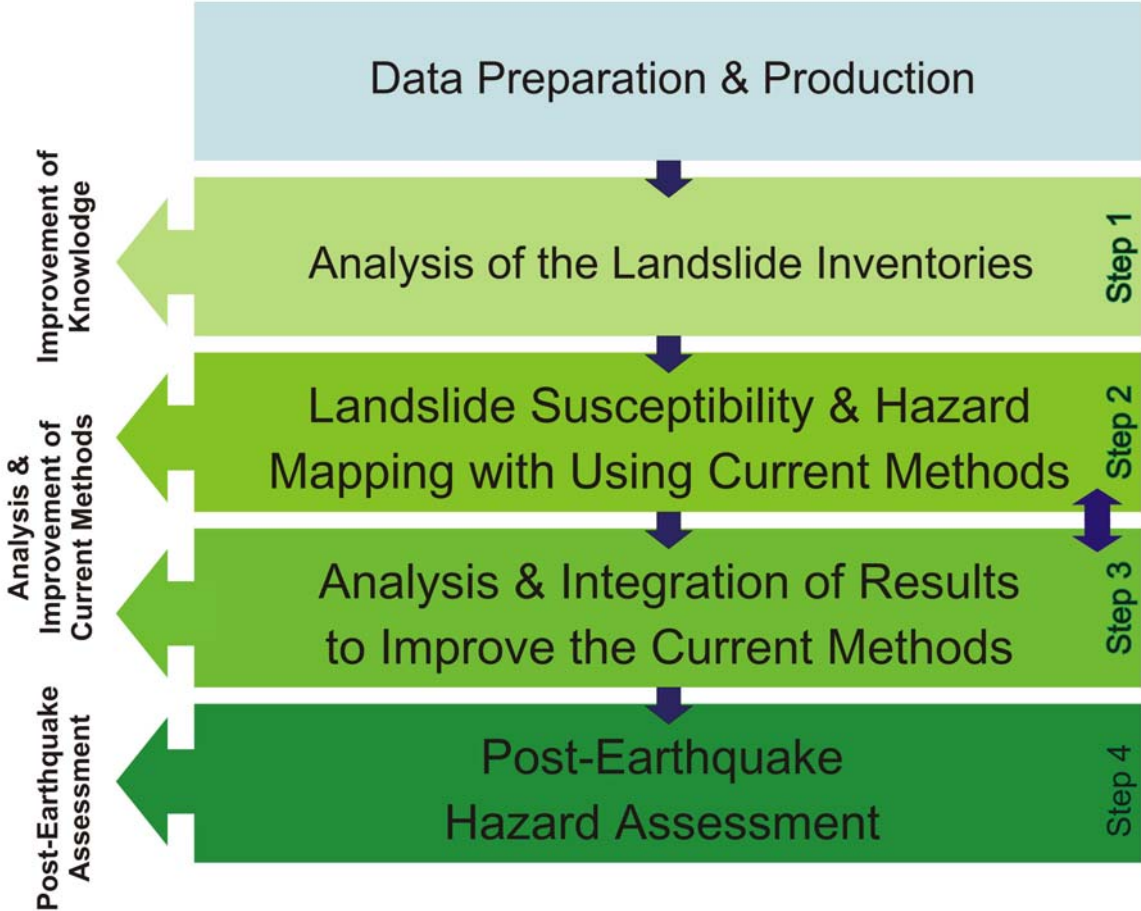 Data Preparation & Production
Improvement of
Knowlodge
Analysis of the Landslide Inventories
Step 1
Analysis &
Improvement of
Current Methods
Landslide Susceptibility & Hazard
Mapping with Using Current Methods
Step 2
Analysis & Integration of Results
to Improve the Current Methods
Step 3
Post-Earthquake
Assessment
Post-Earthquake
Hazard Assessment
Step 4